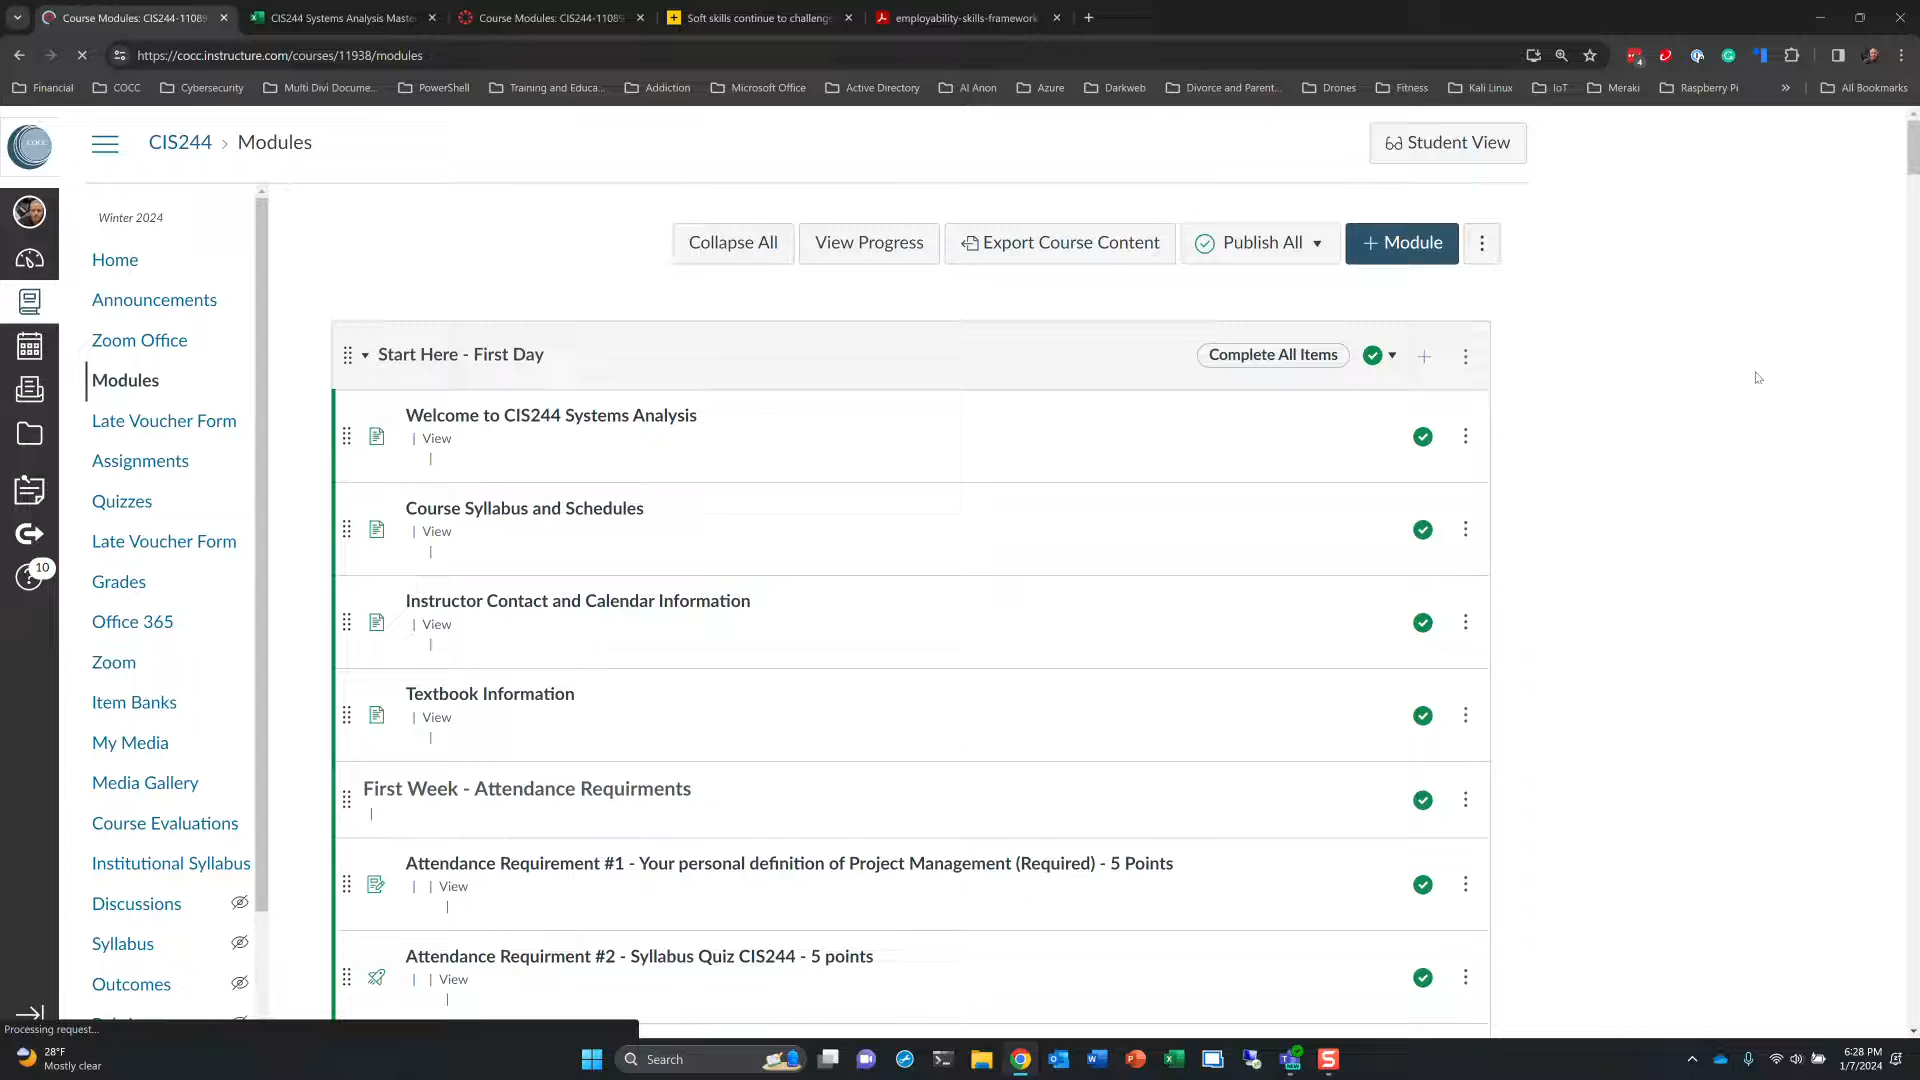 Course Modules: CIS244-11089
CIS244 Systems Analysis Maste
Course Modules: CIS244-11089
Soft skills continue to challenge
employability-skills-framework
https://cocc.instructure.com/courses/11938/modules
4
Financial
COCC
Cybersecurity
Multi Divi Docume...
PowerShell
Training and Educa...
Addiction
Microsoft Office
Active Directory
Al Anon
Azure
Darkweb
Divorce and Parent...
Drones
Fitness
Kali Linux
IoT
Meraki
Raspberry Pi
»
All Bookmarks
COCC
CIS244 › Modules
Student View
Winter 2024
Home
Announcements
Zoom Office
Modules
Late Voucher Form
Assignments
Quizzes
Late Voucher Form
Grades
Office 365
Zoom
Item Banks
My Media
Media Gallery
Course Evaluations
Institutional Syllabus
Discussions
Syllabus
Outcomes
10
Collapse All
View Progress
Export Course Content
Publish All
+ Module
Start Here - First Day
Complete All Items
Welcome to CIS244 Systems Analysis
| View
|
Course Syllabus and Schedules
| View
|
Instructor Contact and Calendar Information
| View
|
Textbook Information
| View
|
First Week - Attendance Requirments
|
Attendance Requirement #1 - Your personal definition of Project Management (Required) - 5 Points
| | View
|
Attendance Requirment #2 - Syllabus Quiz CIS244 - 5 points
| | View
|
Processing request...
28°F
Mostly clear
Search
NEW
6:28 PM
1/7/2024